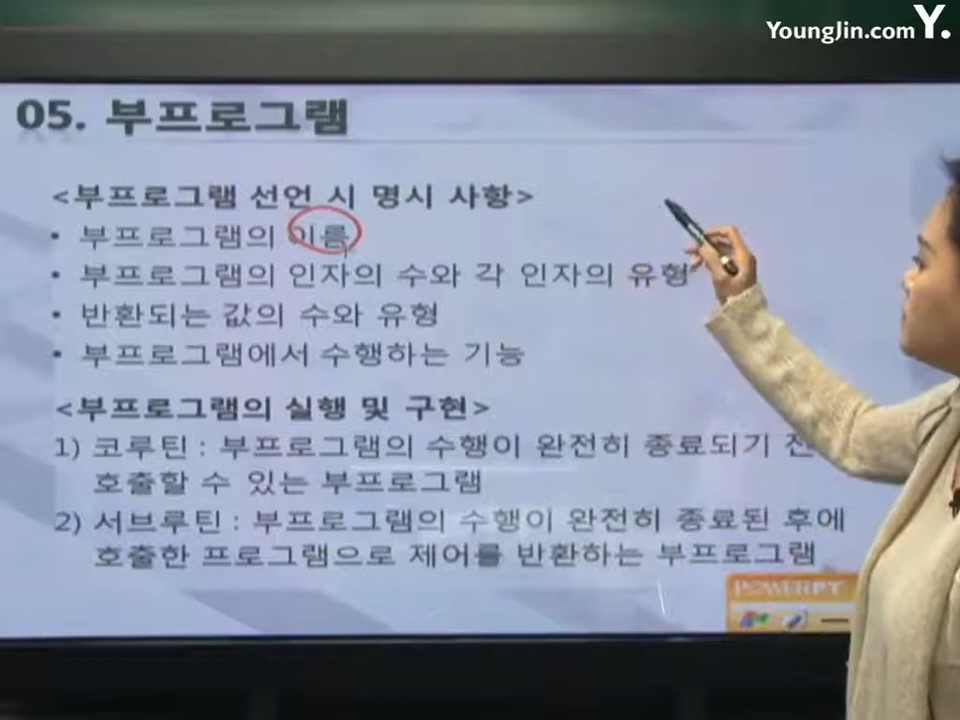 YoungJin.com Y.
05. 부프로그램
<부프로그램 선언 시 명시 사항>
• 부프로그램의 이름
• 부프로그램의 인자의 수와 각 인자의 유형
• 반환되는 값의 수와 유형
• 부프로그램에서 수행하는 기능
<부프로그램의 실행 및 구현>
1) 코루틴 : 부프로그램의 수행이 완전히 종료되기 전
호출할 수 있는 부프로그램
2) 서브루틴 : 부프로그램의 수행이 완전히 종료된 후에
호출한 프로그램으로 제어를 반환하는 부프로그램
POWERPT